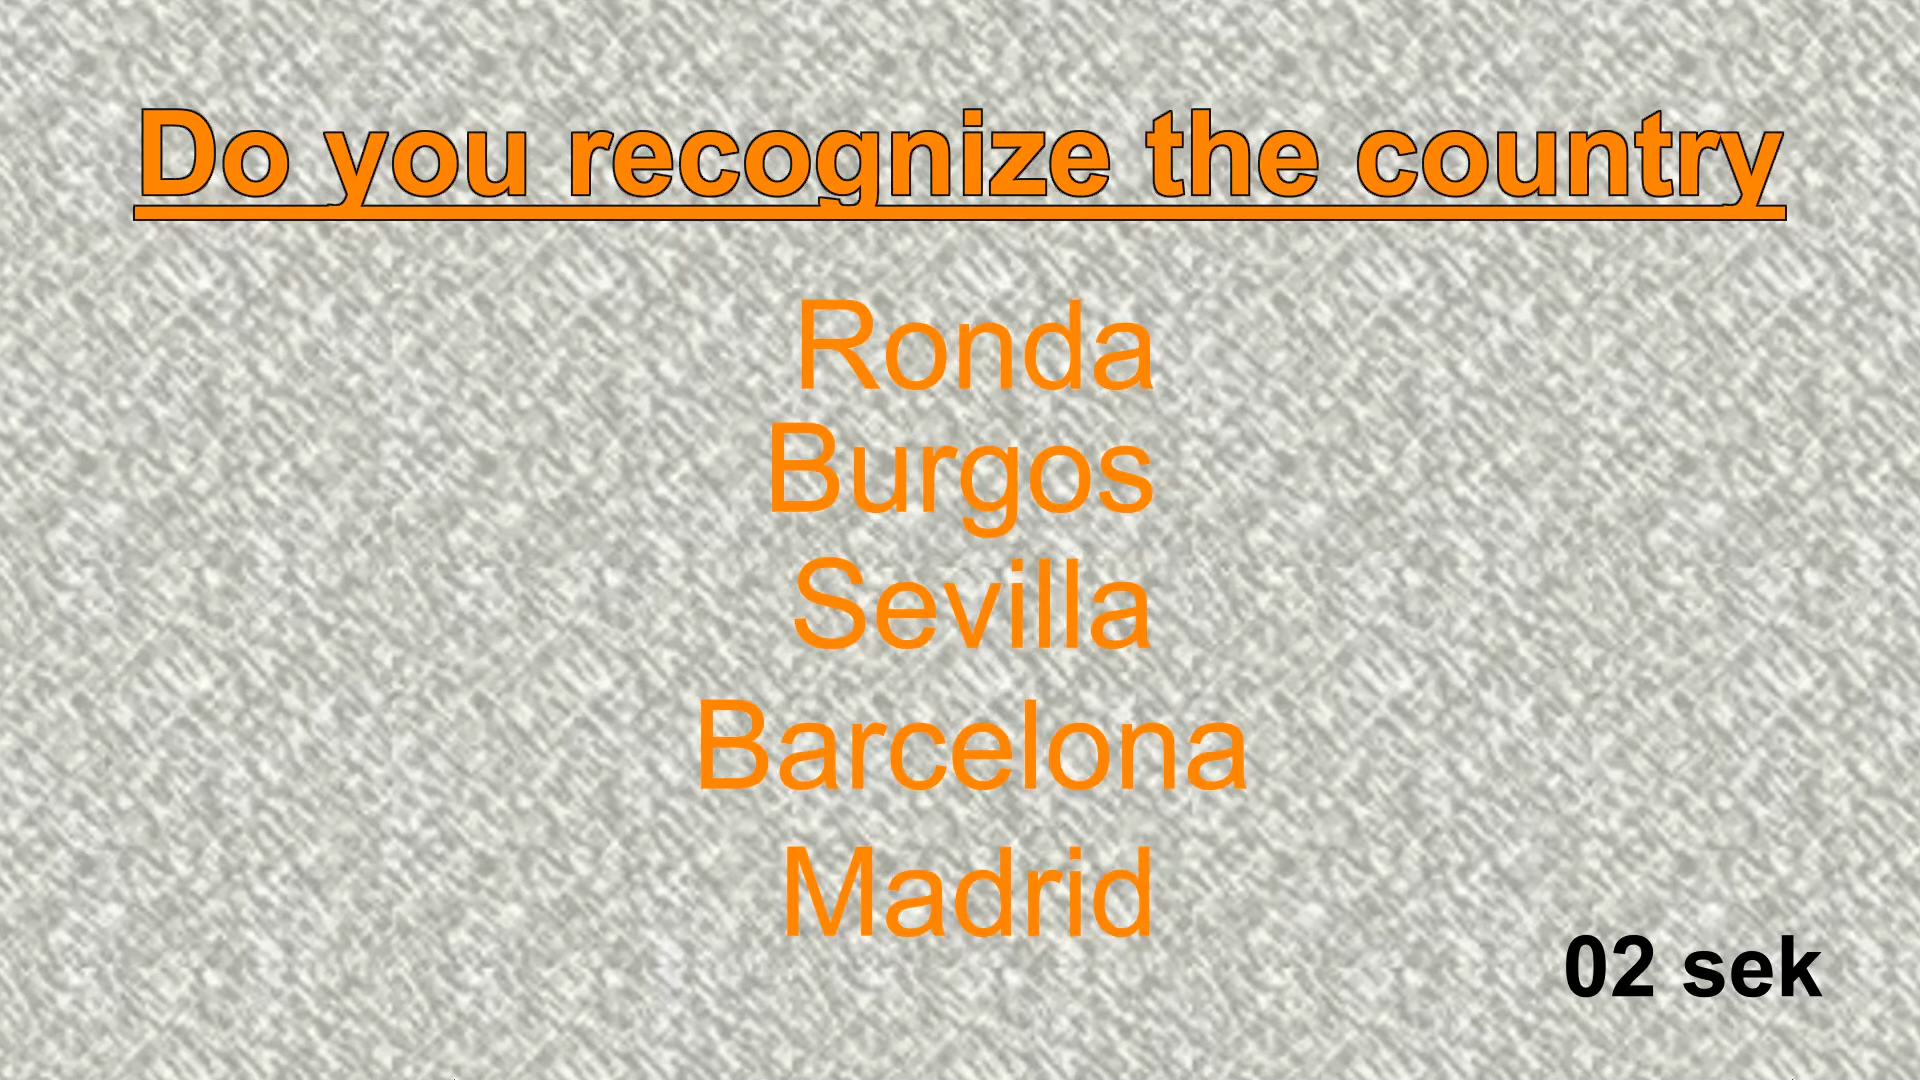 Do you recognize the country
Ronda
Burgos
Sevilla
Barcelona
Madrid
02 sek